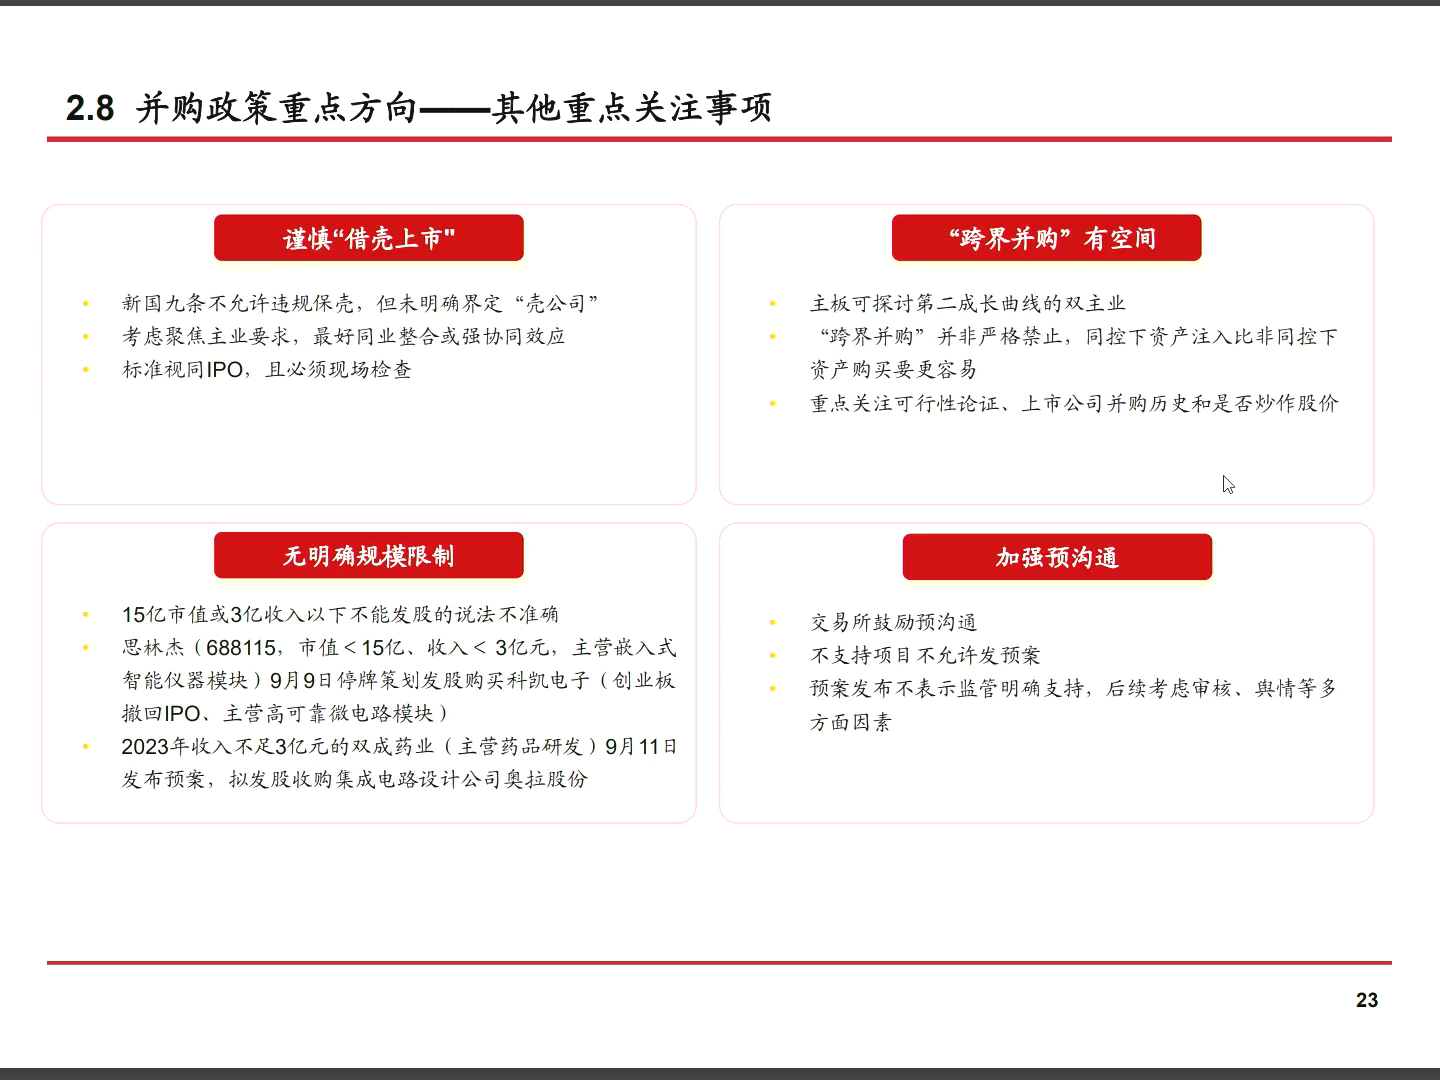 2.8 并购政策重点方向——其他重点关注事项
谨慎“借壳上市"
• 新国九条不允许违规保壳，但未明确界定“壳公司”
• 考虑聚焦主业要求，最好同业整合或强协同效应
• 标准视同IPO，且必须现场检查
“跨界并购”有空间
• 主板可探讨第二成长曲线的双主业
• “跨界并购”并非严格禁止，同控下资产注入比非同控下
资产购买要更容易
• 重点关注可行性论证、上市公司并购历史和是否炒作股价
无明确规模限制
• 15亿市值或3亿收入以下不能发股的说法不准确
• 思林杰（688115，市值＜15亿、收入＜ 3亿元，主营嵌入式
智能仪器模块）9月9日停牌策划发股购买科凯电子（创业板
撤回IPO、主营高可靠微电路模块）
• 2023年收入不足3亿元的双成药业（主营药品研发）9月11日
发布预案，拟发股收购集成电路设计公司奥拉股份
加强预沟通
• 交易所鼓励预沟通
• 不支持项目不允许发预案
• 预案发布不表示监管明确支持，后续考虑审核、舆情等多
方面因素
23